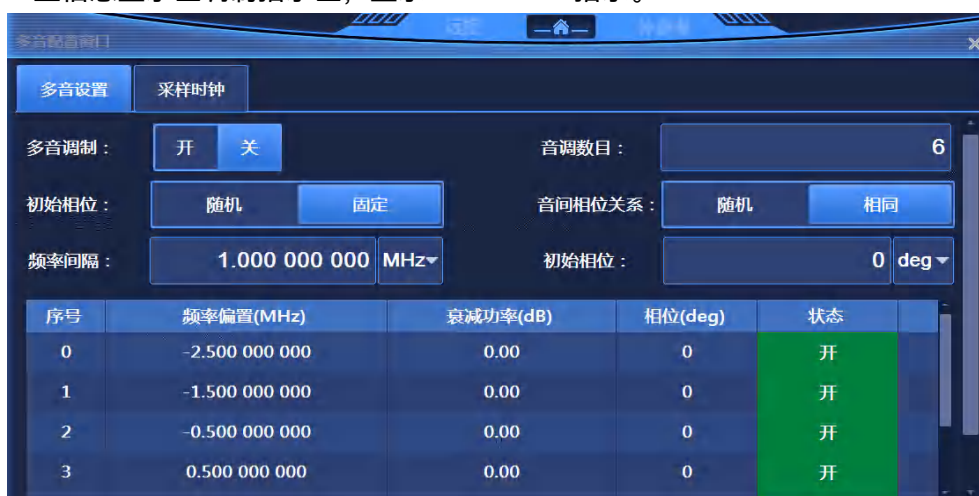 多音配置窗口
多音设置 采样时钟
多音调制： 开 关 音调数目： 6
初始相位： 随机 固定 音间相位关系： 随机 相同
频率间隔： 1.000 000 000 MHz 初始相位： 0 deg
序号 频率偏置(MHz) 衰减功率(dB) 相位(deg) 状态
0 -2.500 000 000 0.00 0 开
1 -1.500 000 000 0.00 0 开
2 -0.500 000 000 0.00 0 开
3 0.500 000 000 0.00 0 开